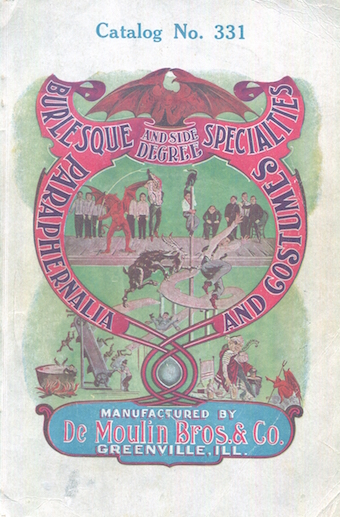 Catalog No. 331
BURLESQUE AND SIDE DEGREE SPECIALTIES
PARAPHERNALIA AND COSTUMES
MANUFACTURED BY
De Moulin Bros. & Co.
GREENVILLE, ILL.